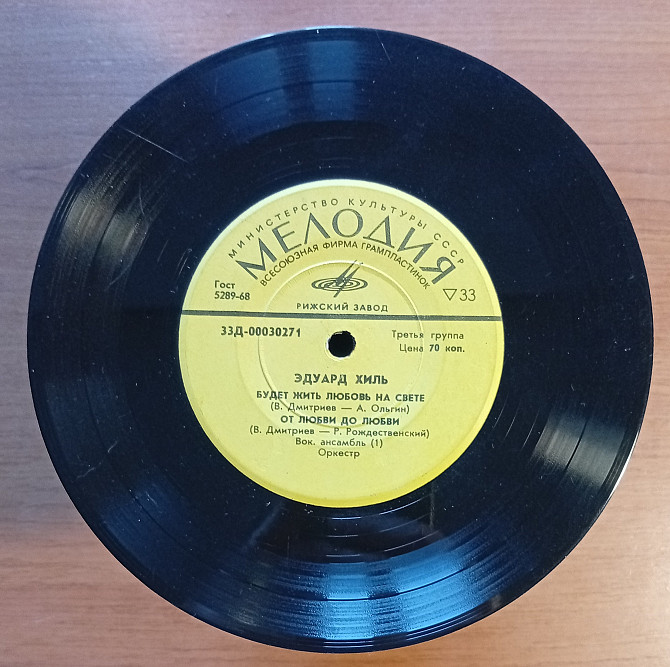 МИНИСТЕРСТВО КУЛЬТУРЫ СССР
МЕЛОДИЯ
ВСЕСОЮЗНАЯ ФИРМА ГРАМПЛАСТИНОК
Гост
5289-68
▽33
РИЖСКИЙ ЗАВОД
33Д-00030271
Третья группа
Цена 70 коп.
ЭДУАРД ХИЛЬ
БУДЕТ ЖИТЬ ЛЮБОВЬ НА СВЕТЕ
(В. Дмитриев — А. Ольгин)
ОТ ЛЮБВИ ДО ЛЮБВИ
(В. Дмитриев — Р. Рождественский)
Вок. ансамбль (1)
Оркестр